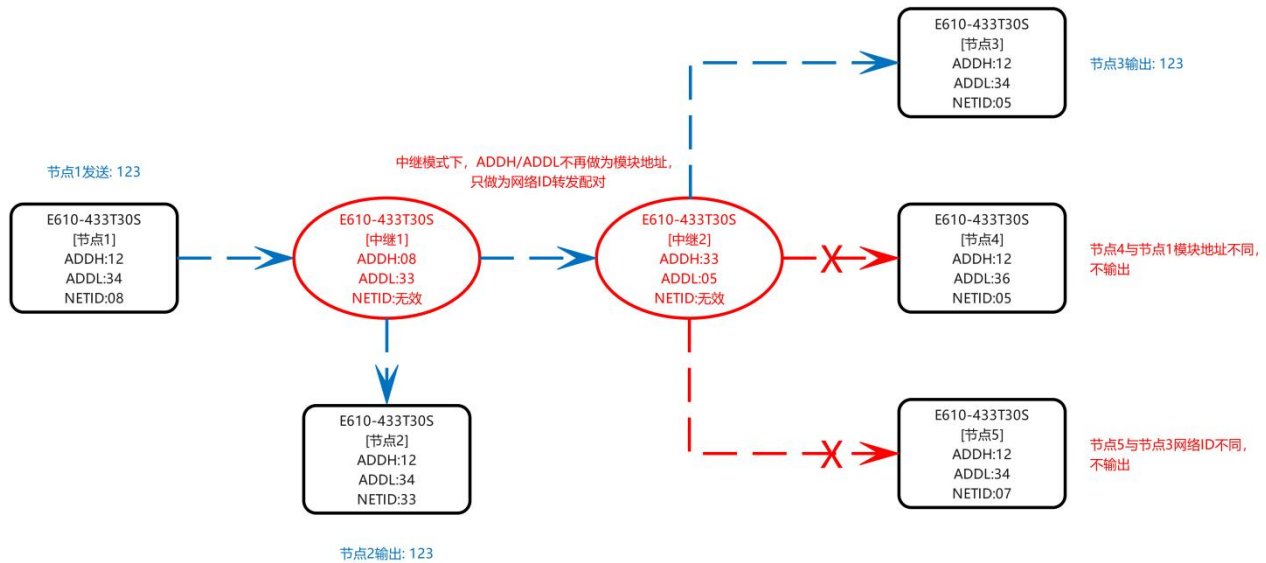 E610-433T30S
[节点3]
ADDH:12
ADDL:34
NETID:05
节点3输出: 123
中继模式下，ADDH/ADDL不再做为模块地址，
只做为网络ID转发配对
节点1发送: 123
E610-433T30S
[节点1]
ADDH:12
ADDL:34
NETID:08
E610-433T30S
[中继1]
ADDH:08
ADDL:33
NETID:无效
E610-433T30S
[中继2]
ADDH:33
ADDL:05
NETID:无效
E610-433T30S
[节点4]
ADDH:12
ADDL:36
NETID:05
节点4与节点1模块地址不同，
不输出
E610-433T30S
[节点2]
ADDH:12
ADDL:34
NETID:33
节点2输出: 123
E610-433T30S
[节点5]
ADDH:12
ADDL:34
NETID:07
节点5与节点3网络ID不同，
不输出